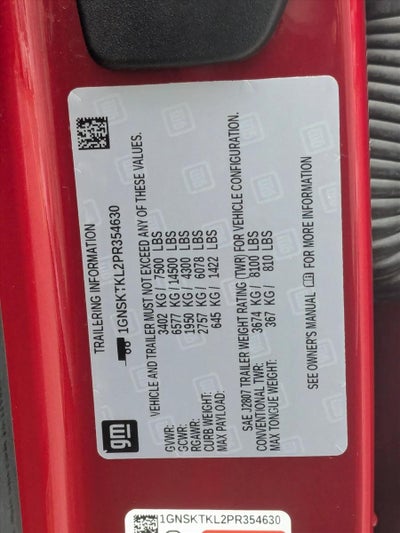 TRAILERING INFORMATION
1GNSKTKL2PR354630
VEHICLE AND TRAILER MUST NOT EXCEED ANY OF THESE VALUES.
GVWR: 3402 KG / 7500 LBS
GCWR: 6577 KG / 14500 LBS
RGAWR: 1950 KG / 4300 LBS
CURB WEIGHT: 2757 KG / 6078 LBS
MAX PAYLOAD: 645 KG / 1422 LBS
SAE J2807 TRAILER WEIGHT RATING (TWR) FOR VEHICLE CONFIGURATION.
CONVENTIONAL TWR: 3674 KG / 8100 LBS
MAX TONGUE WEIGHT: 367 KG / 810 LBS
SEE OWNER'S MANUAL FOR MORE INFORMATION
gm
1GNSKTKL2PR354630